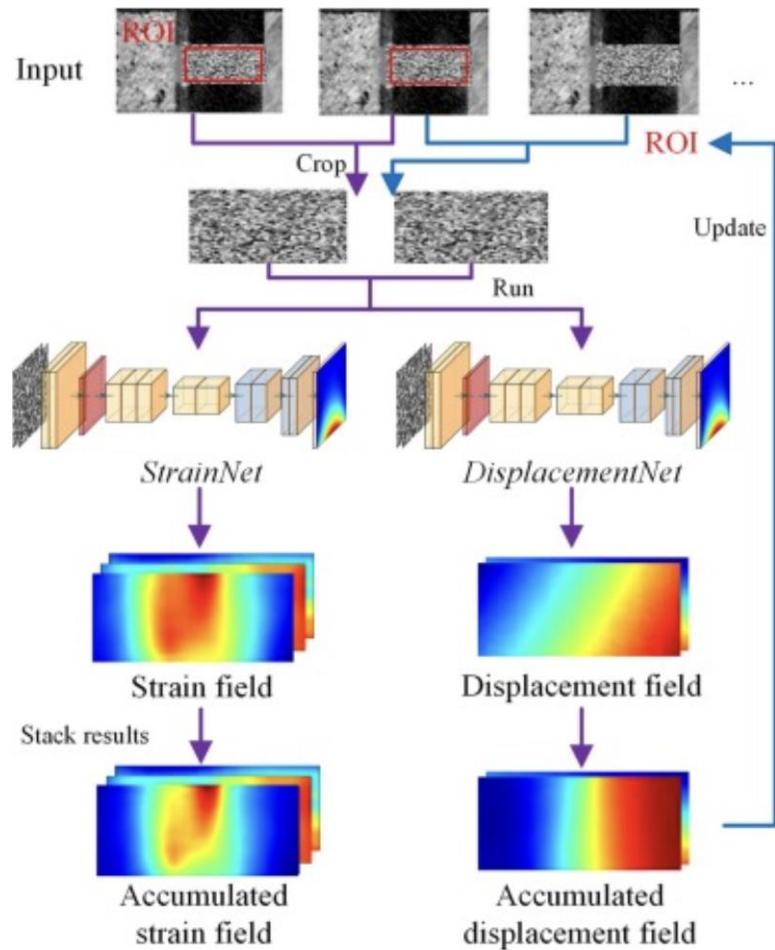 ROI
Input
...
ROI
Crop
Update
Run
StrainNet
DisplacementNet
Strain field
Displacement field
Stack results
Accumulated
strain field
Accumulated
displacement field